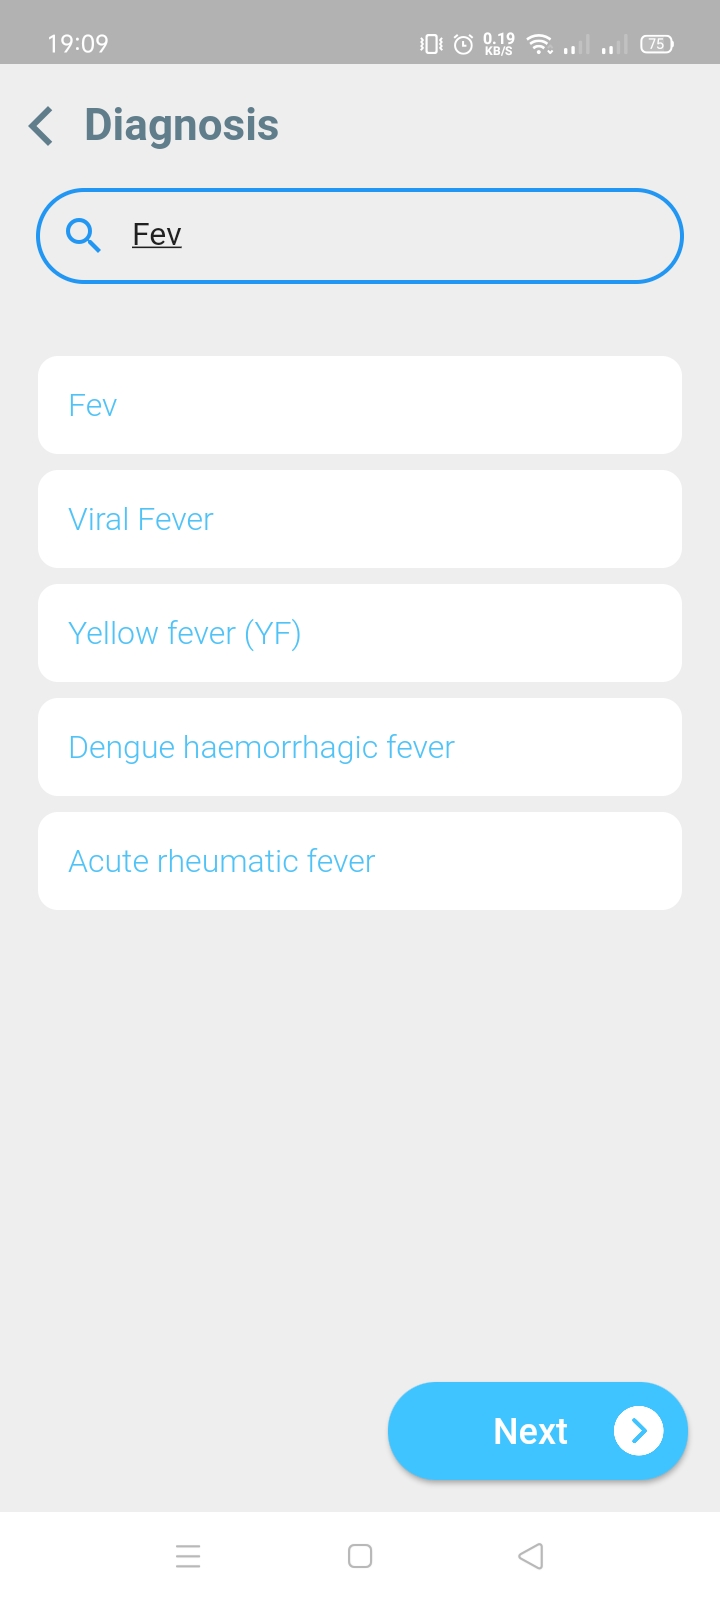 19:09
0.19
KB/S
75
Diagnosis
Fev
Fev
Viral Fever
Yellow fever (YF)
Dengue haemorrhagic fever
Acute rheumatic fever
Next